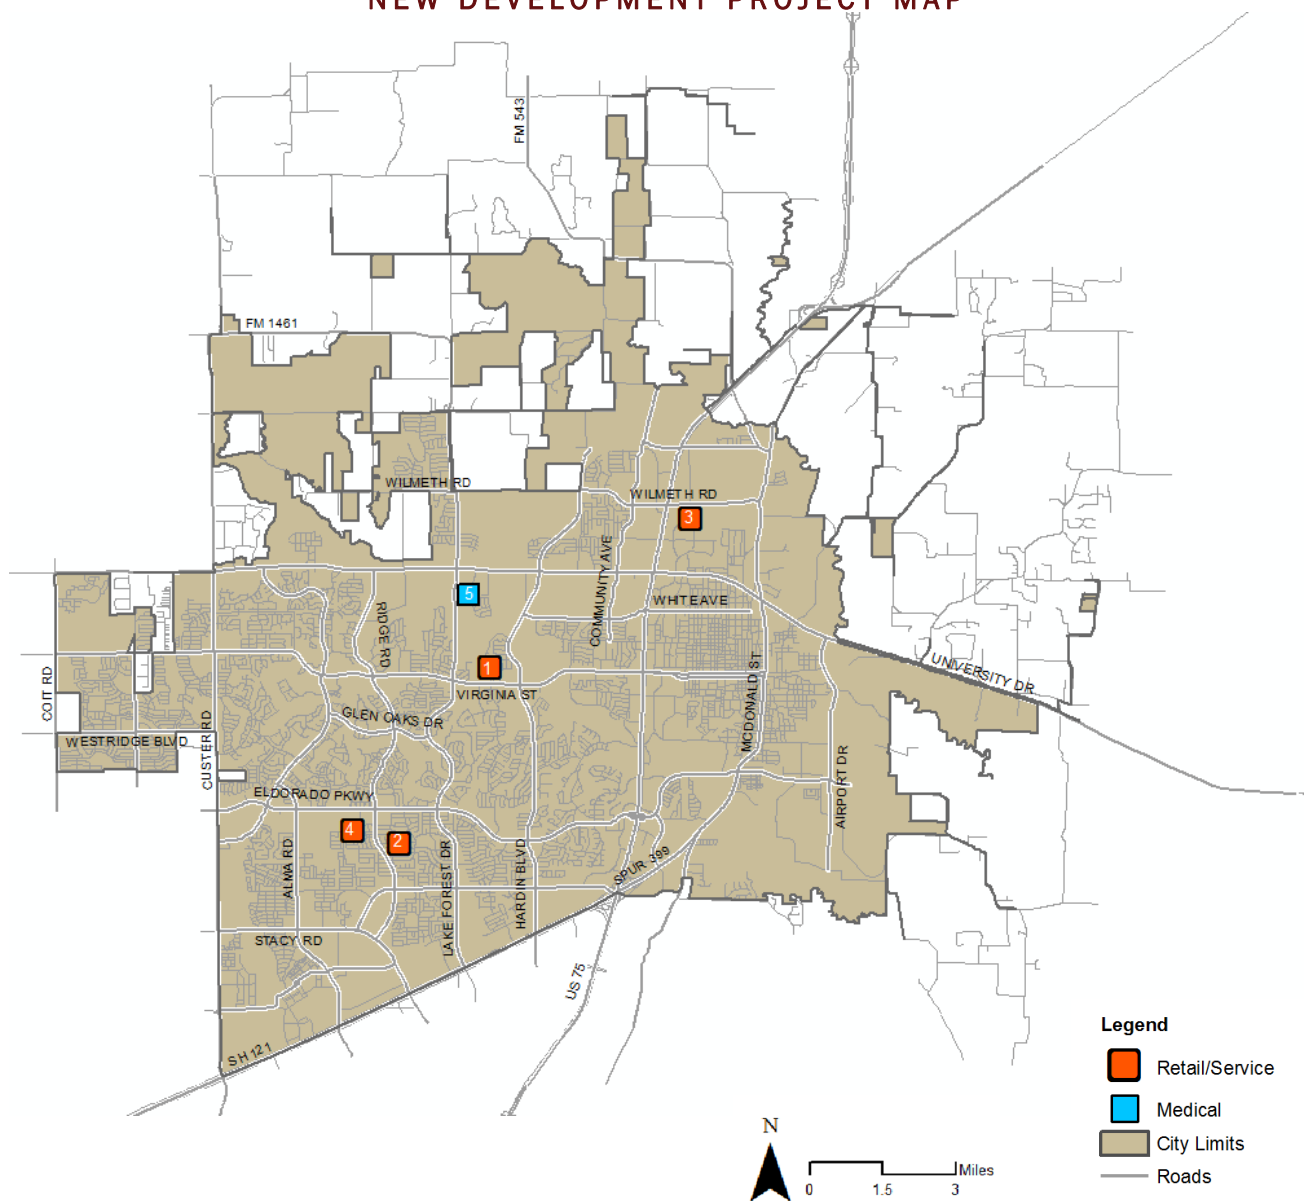 NEW DEVELOPMENT PROJECT MAP
FM 543
FM 1461
WILMETH RD
WILMETH RD
3
COMMUNITY AVE
5
WHITE AVE
RIDGE RD
1
VIRGINIA ST
UNIVERSITY DR
COIT RD
GLEN OAKS DR
MCDONALD ST
WESTRIDGE BLVD
CUSTER RD
AIRPORT DR
ELDORADO PKWY
4
2
ALMA RD
LAKE FOREST DR
HARDIN BLVD
SPUR 399
STACY RD
US 75
SH 121
Legend
Retail/Service
Medical
City Limits
Roads
N
Miles
0 1.5 3